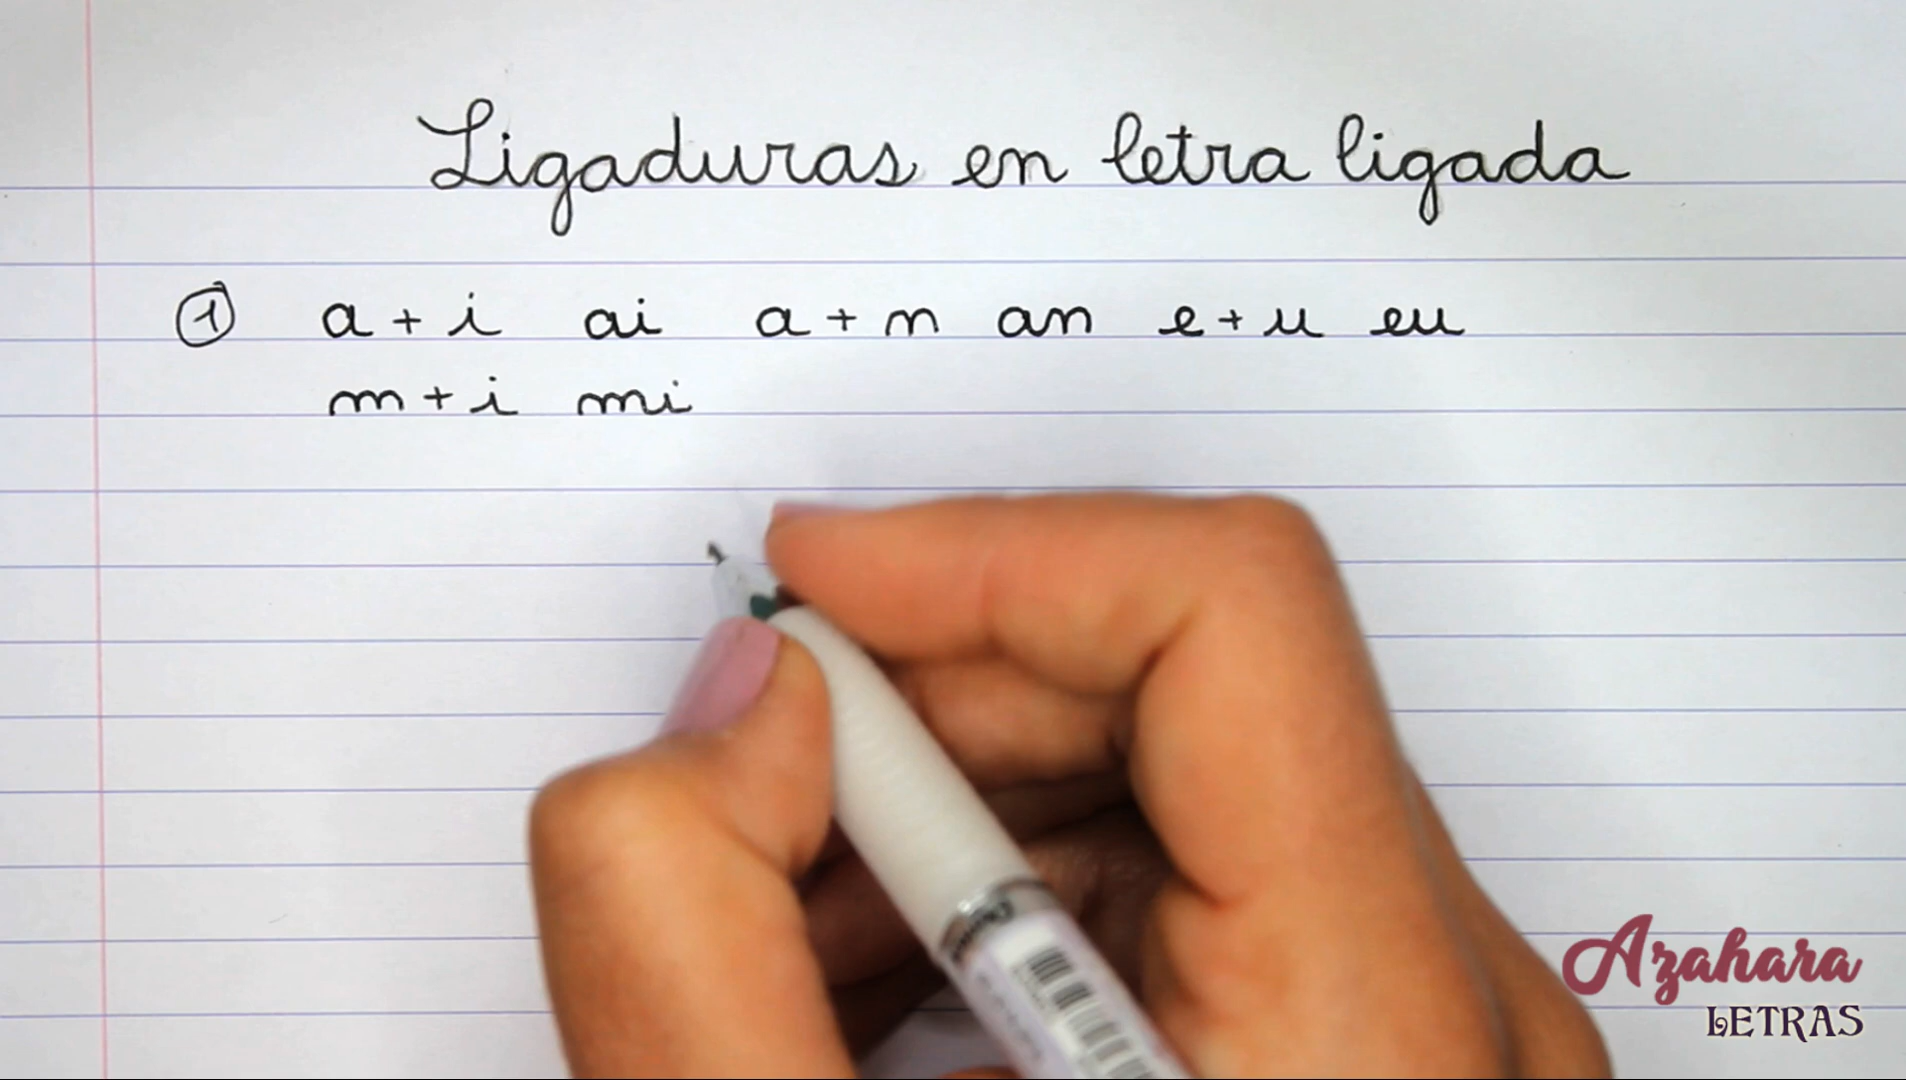 Ligaduras en letra ligada
① a + i ai a + n an e + u eu
m + i mi
Azahara
LETRAS